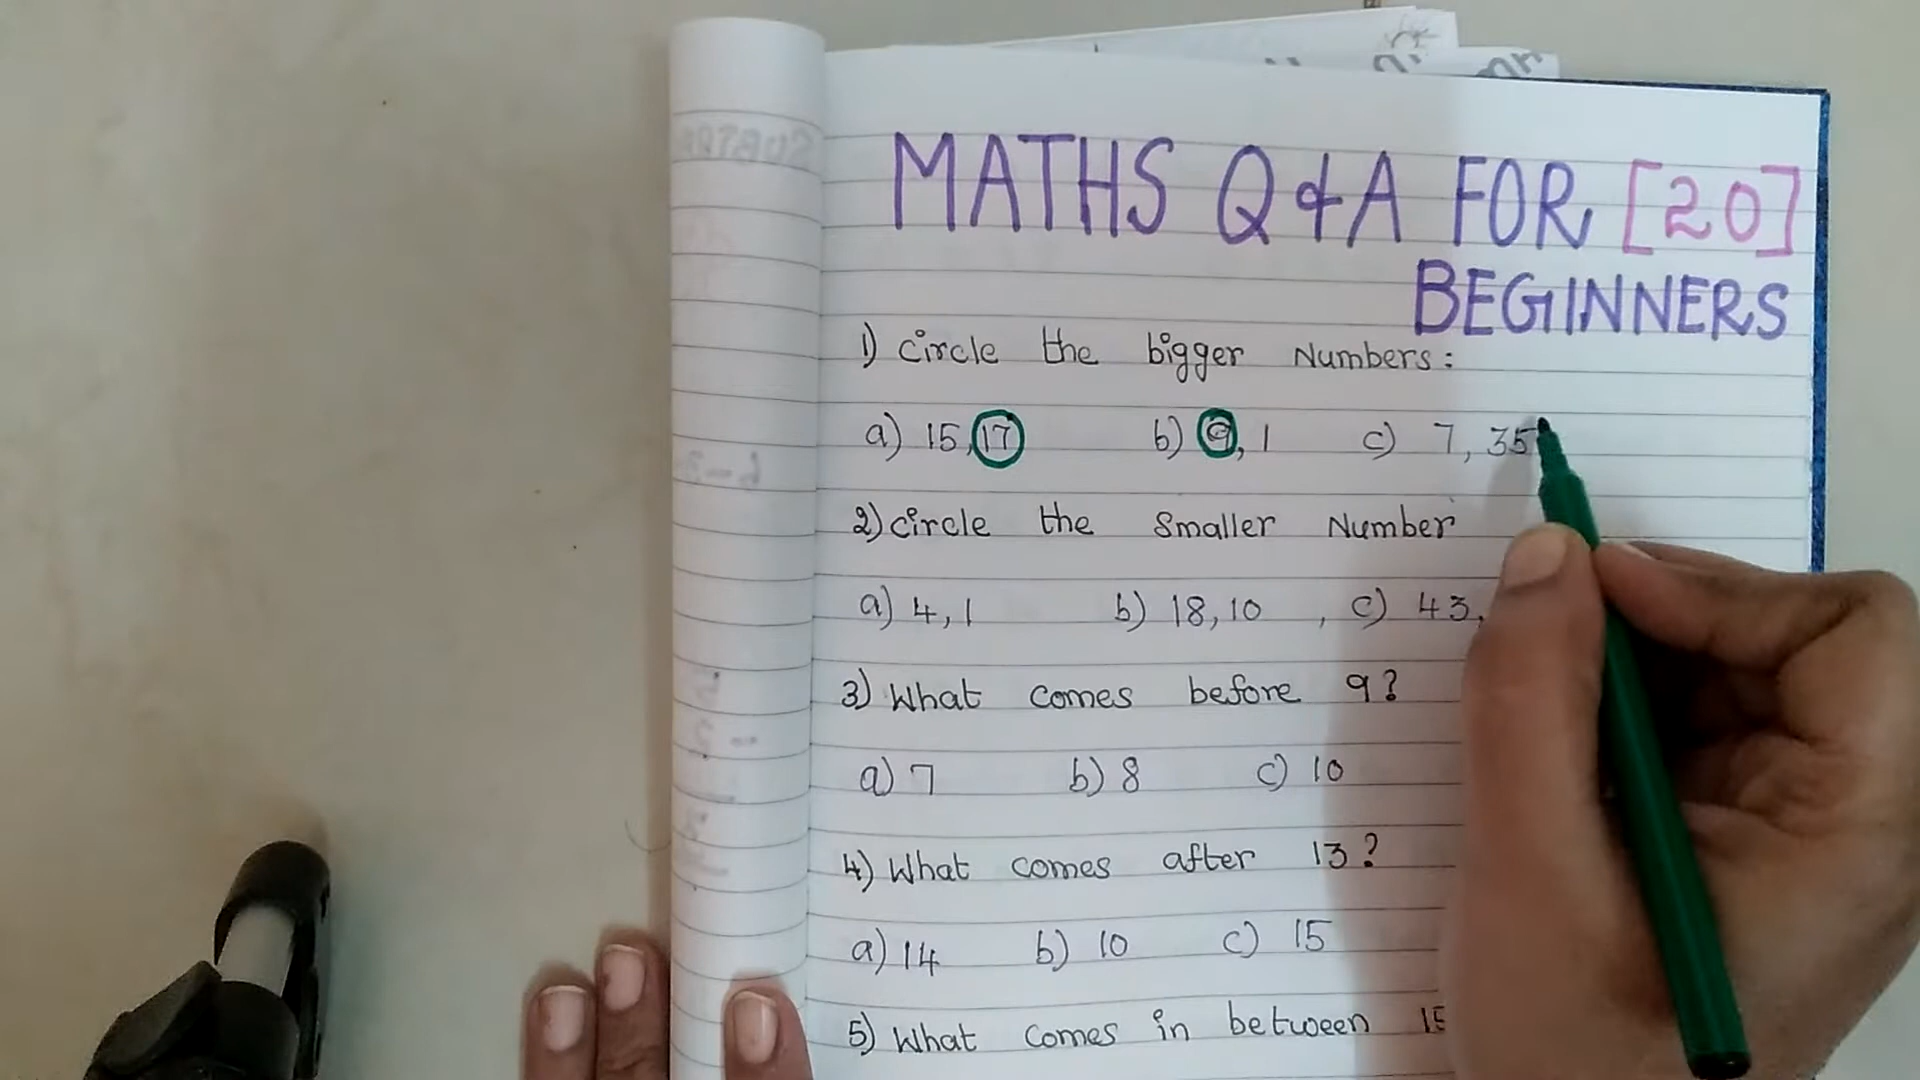 MATHS Q & A FOR [20]
BEGINNERS
1) Circle the bigger Numbers:
a) 15, 17 b) 9, 1 c) 7, 35
2) Circle the Smaller Number
a) 4, 1 b) 18, 10 , c) 43,
3) What comes before 9?
a) 7 b) 8 c) 10
4) What comes after 13?
a) 14 b) 10 c) 15
5) What comes in between